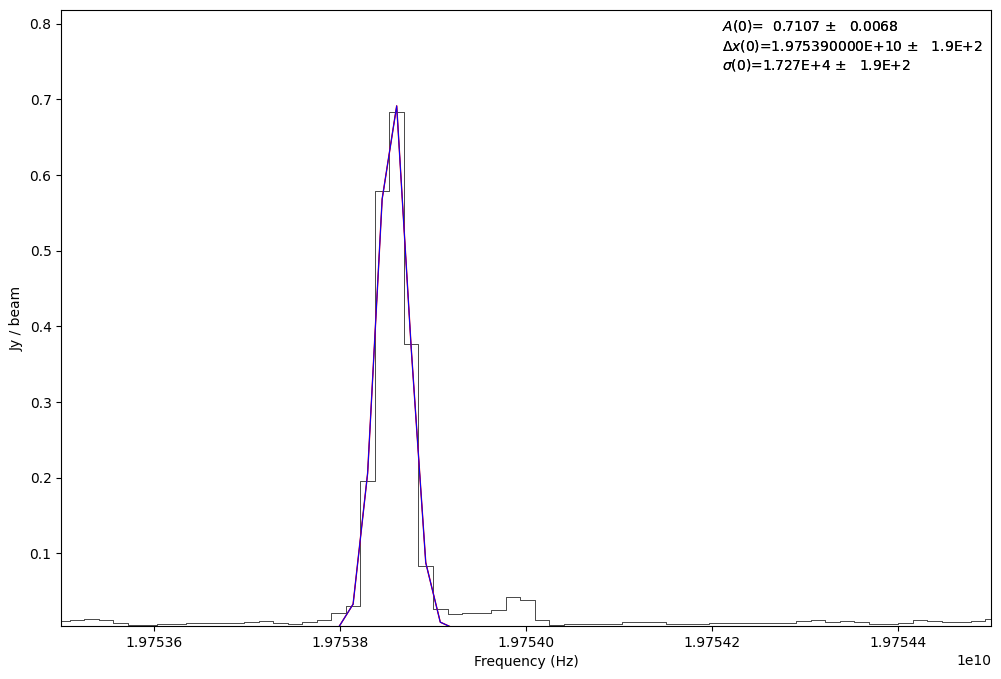 A(0)=  0.7107 ±   0.0068
Δx(0)=1.975390000E+10 ±   1.9E+2
σ(0)=1.727E+4 ±   1.9E+2
0.8
0.7
0.6
0.5
0.4
0.3
0.2
0.1
Jy / beam
1.97536
1.97538
1.97540
1.97542
1.97544
1e10
Frequency (Hz)